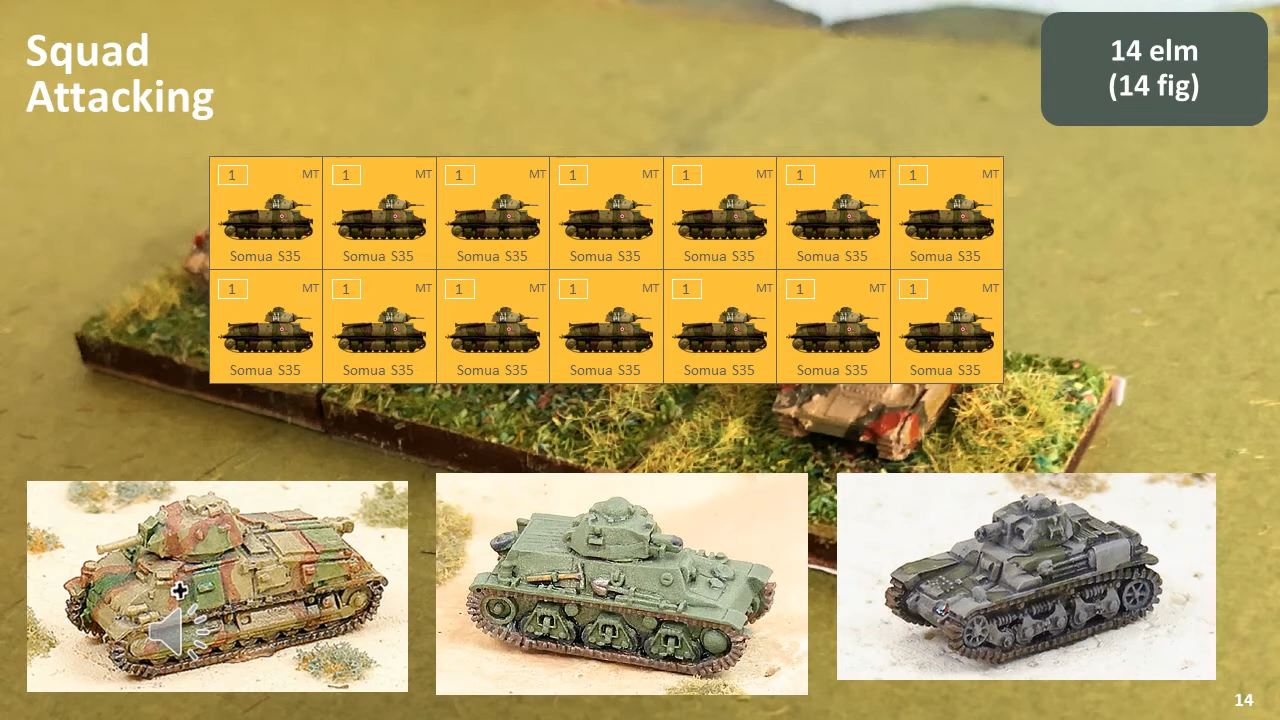 Squad
Attacking
14 elm
(14 fig)
1 MT 1 MT 1 MT 1 MT 1 MT 1 MT 1 MT
Somua S35 Somua S35 Somua S35 Somua S35 Somua S35 Somua S35 Somua S35
1 MT 1 MT 1 MT 1 MT 1 MT 1 MT 1 MT
Somua S35 Somua S35 Somua S35 Somua S35 Somua S35 Somua S35 Somua S35
14